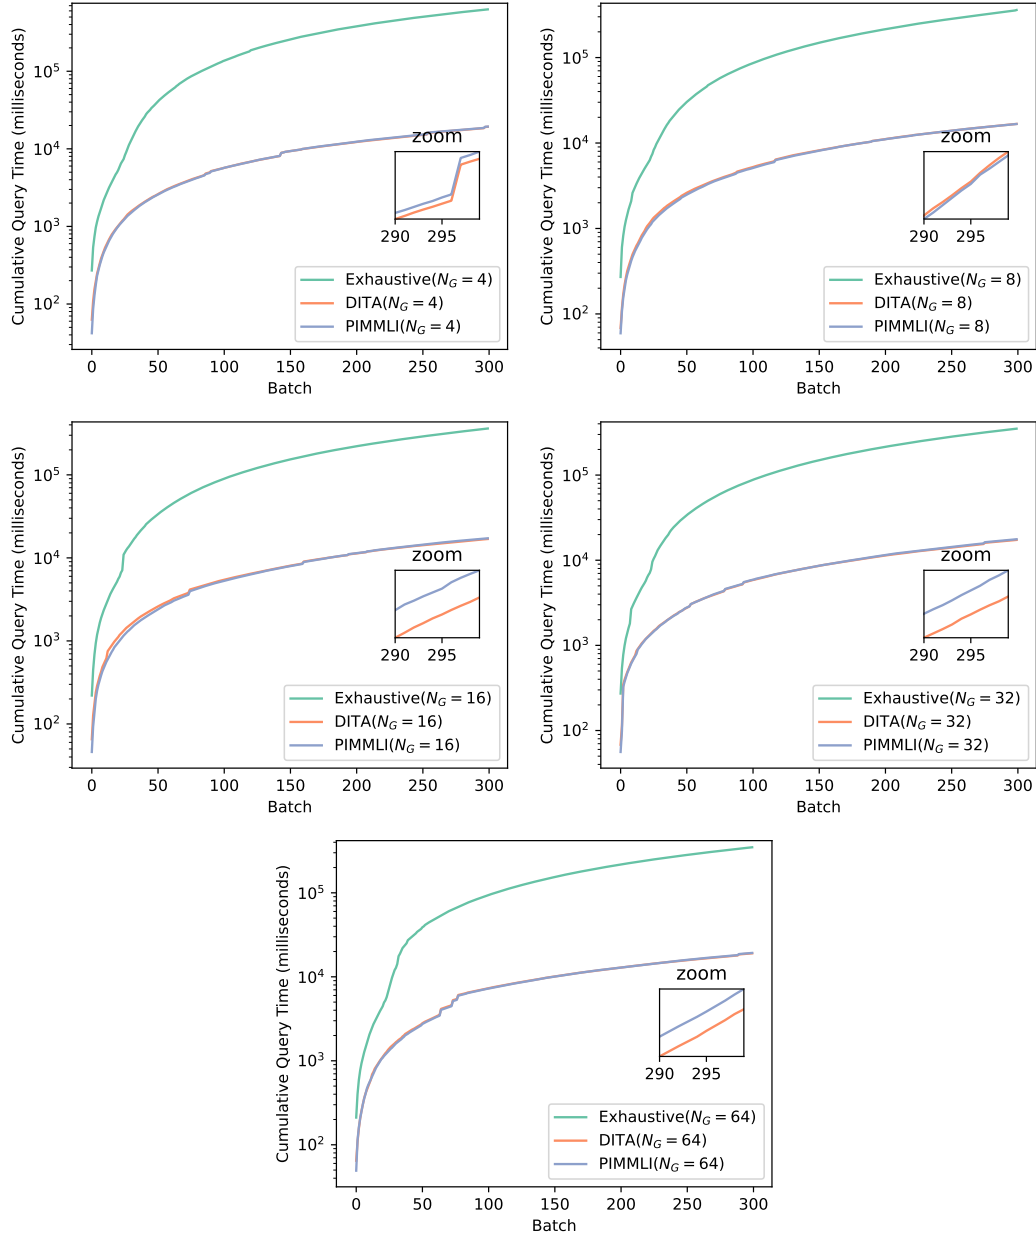 Cumulative Query Time (milliseconds)
10^5
10^4
10^3
10^2
zoom
290 295
Exhaustive(N_G = 4)
DITA(N_G = 4)
PIMMLI(N_G = 4)
0 50 100 150 200 250 300
Batch
Cumulative Query Time (milliseconds)
10^5
10^4
10^3
10^2
zoom
290 295
Exhaustive(N_G = 8)
DITA(N_G = 8)
PIMMLI(N_G = 8)
0 50 100 150 200 250 300
Batch
Cumulative Query Time (milliseconds)
10^5
10^4
10^3
10^2
zoom
290 295
Exhaustive(N_G = 16)
DITA(N_G = 16)
PIMMLI(N_G = 16)
0 50 100 150 200 250 300
Batch
Cumulative Query Time (milliseconds)
10^5
10^4
10^3
10^2
zoom
290 295
Exhaustive(N_G = 32)
DITA(N_G = 32)
PIMMLI(N_G = 32)
0 50 100 150 200 250 300
Batch
Cumulative Query Time (milliseconds)
10^5
10^4
10^3
10^2
zoom
290 295
Exhaustive(N_G = 64)
DITA(N_G = 64)
PIMMLI(N_G = 64)
0 50 100 150 200 250 300
Batch